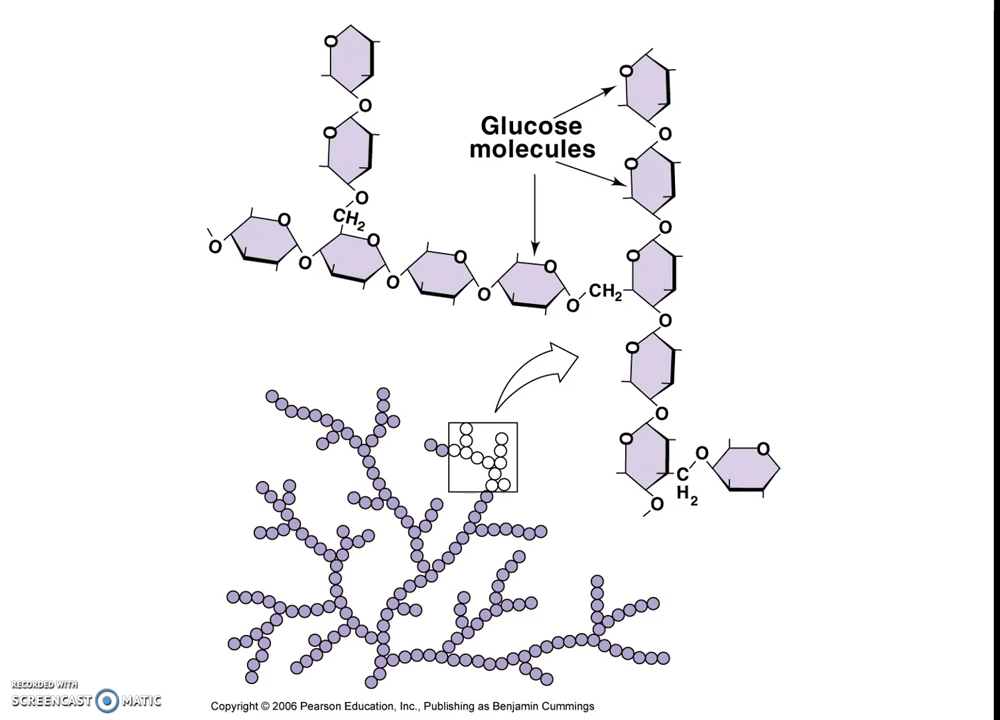 O
O
O
O
O
O
Glucose
molecules
O
O
O
CH₂
O
O
O
O
O
O
O
O
O
O
CH₂
O
O
O
O
O
O
C
H₂
O
O
O
RECORDED WITH
SCREENCAST MATIC
Copyright © 2006 Pearson Education, Inc., Publishing as Benjamin Cummings